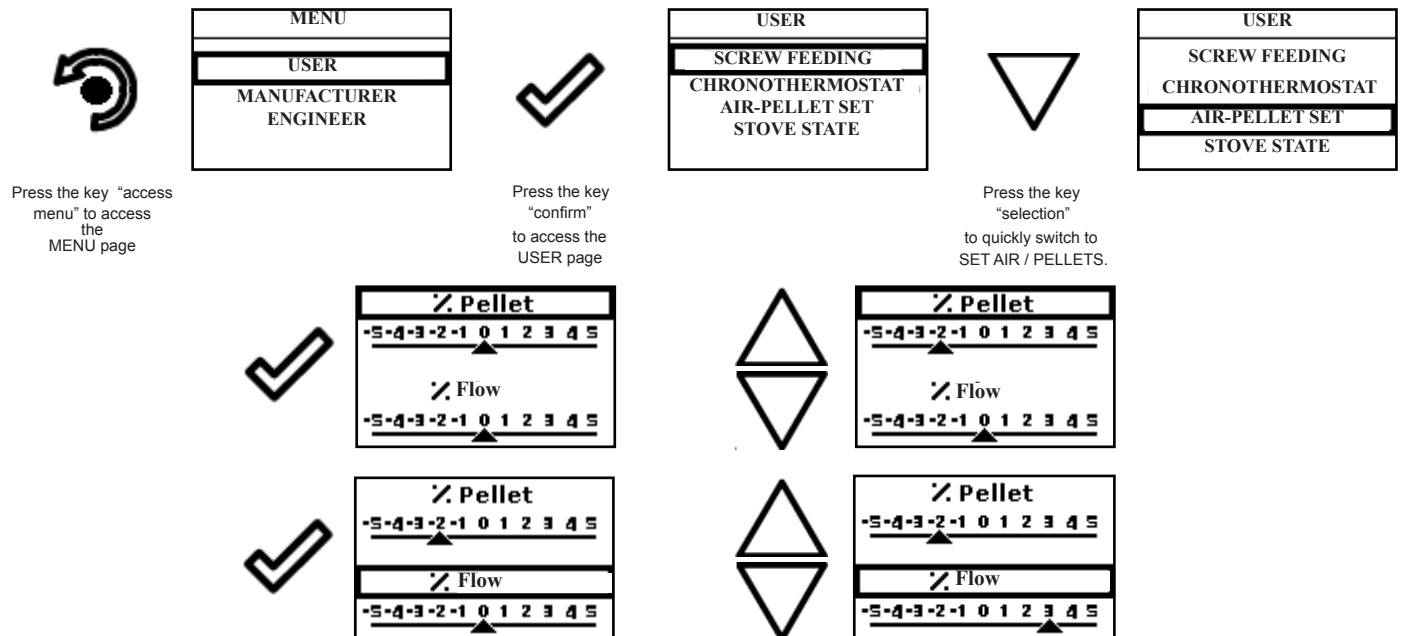 MENU
USER
MANUFACTURER
ENGINEER
USER
SCREW FEEDING
CHRONOTHERMOSTAT
AIR-PELLET SET
STOVE STATE
USER
SCREW FEEDING
CHRONOTHERMOSTAT
AIR-PELLET SET
STOVE STATE
Press the key “access
menu” to access
the
MENU page
Press the key
“confirm”
to access the
USER page
Press the key
“selection”
to quickly switch to
SET AIR / PELLETS.
% Pellet
-5-4-3-2-1 0 1 2 3 4 5
% Flow
-5-4-3-2-1 0 1 2 3 4 5
% Pellet
-5-4-3-2-1 0 1 2 3 4 5
% Flow
-5-4-3-2-1 0 1 2 3 4 5
% Pellet
-5-4-3-2-1 0 1 2 3 4 5
% Flow
-5-4-3-2-1 0 1 2 3 4 5
% Pellet
-5-4-3-2-1 0 1 2 3 4 5
% Flow
-5-4-3-2-1 0 1 2 3 4 5